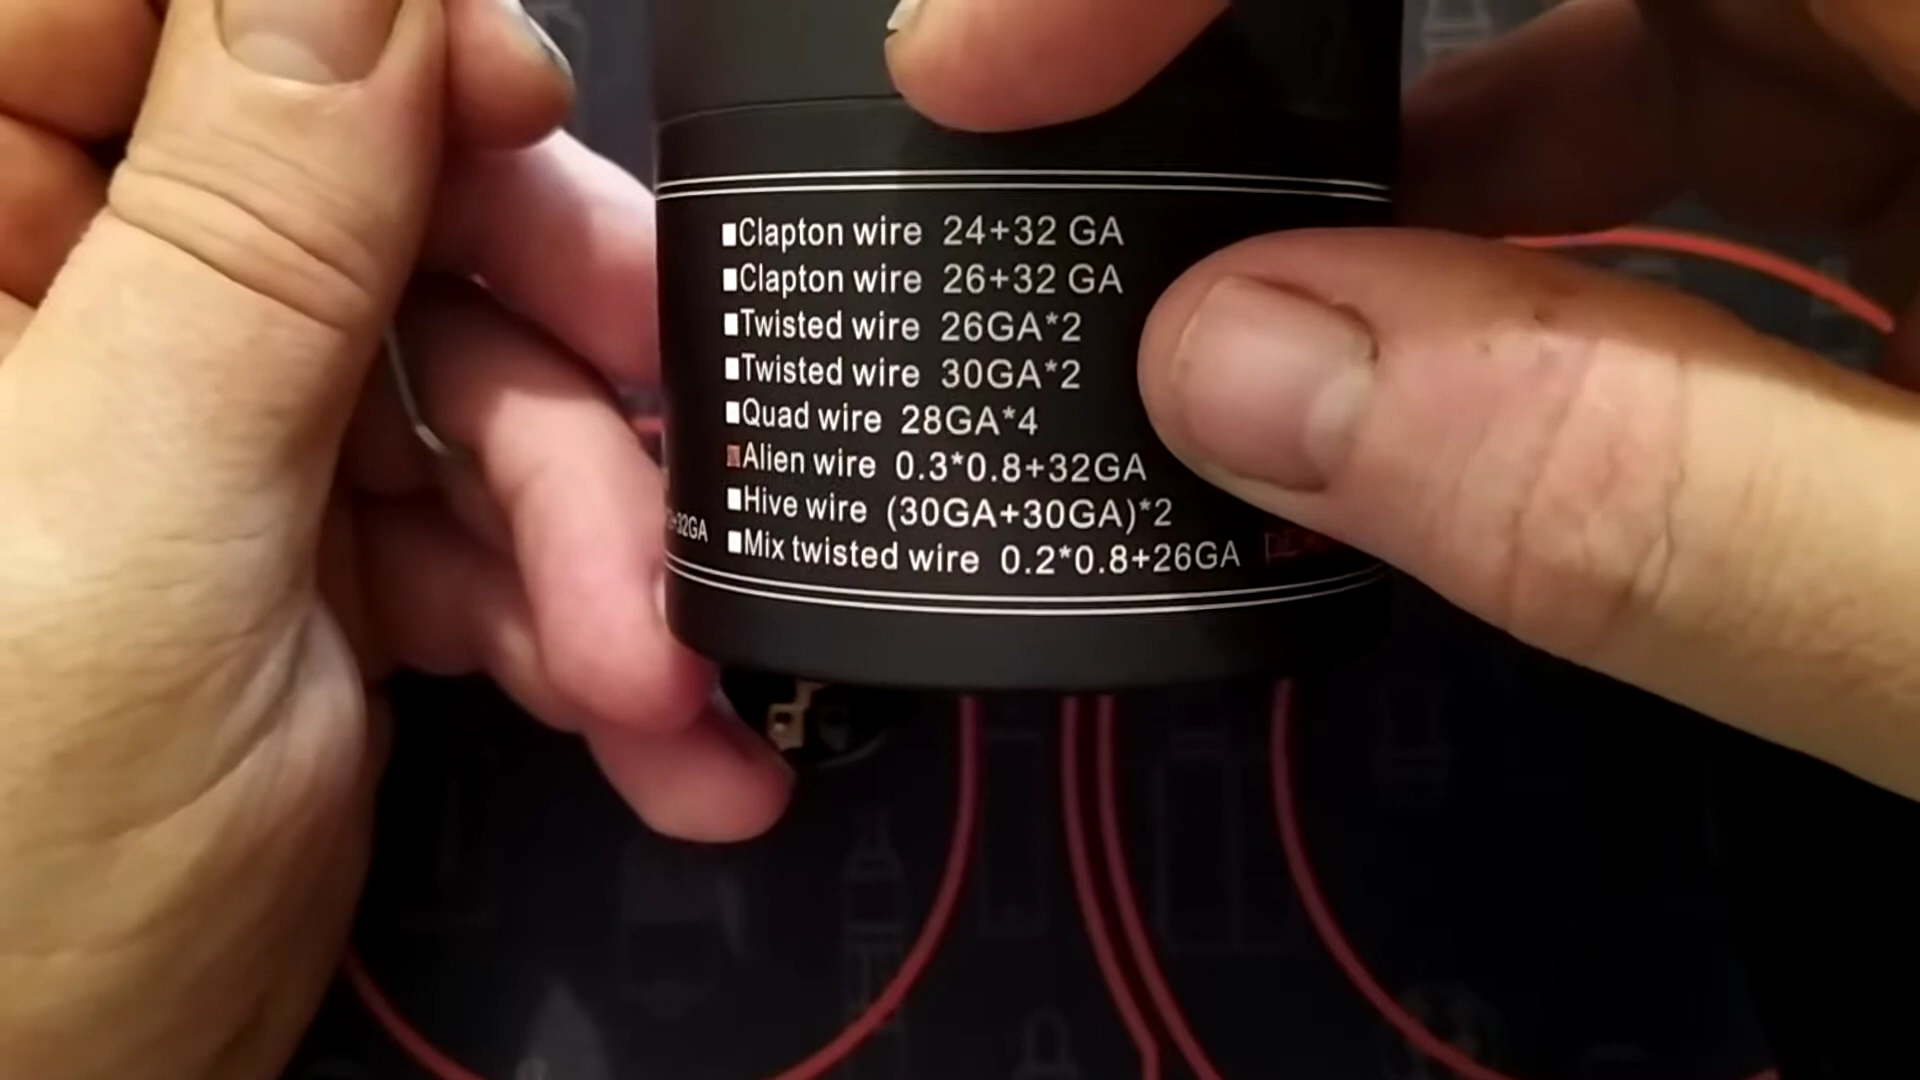 Clapton wire 24+32 GA
Clapton wire 26+32 GA
Twisted wire 26GA*2
Twisted wire 30GA*2
Quad wire 28GA*4
Alien wire 0.3*0.8+32GA
Hive wire (30GA+30GA)*2
Mix twisted wire 0.2*0.8+26GA
+32GA